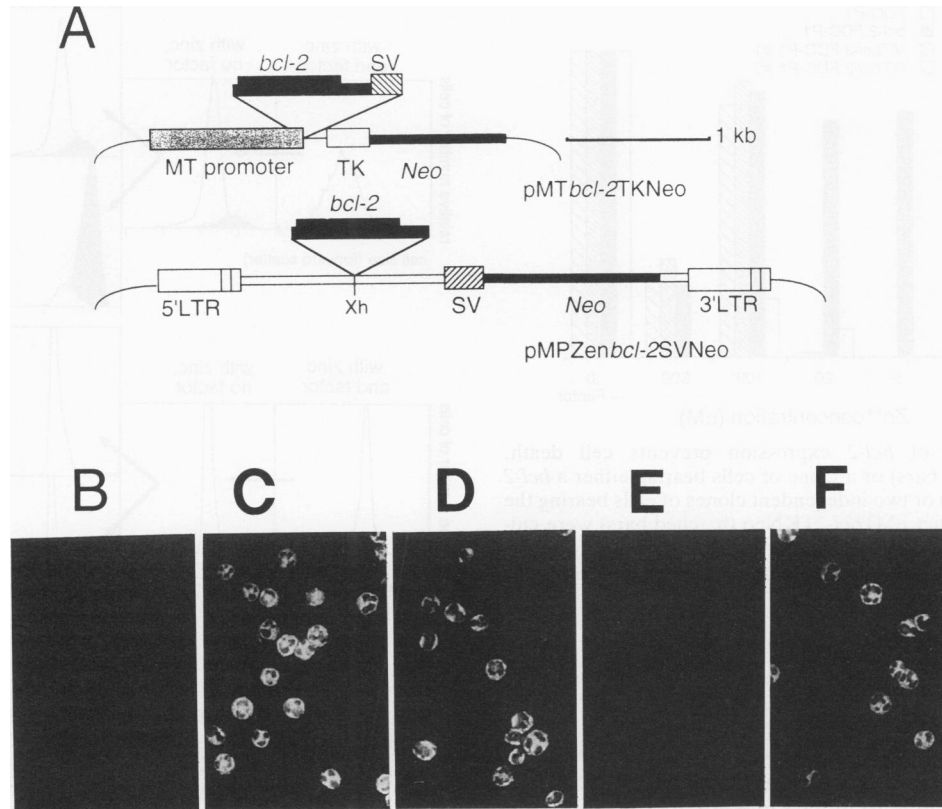 A
bcl-2
SV
1 kb
MT promoter
TK
Neo
pMTbcl-2TKNeo
bcl-2
5'LTR
Xh
SV
Neo
3'LTR
pMPZenbcl-2SVNeo
B
C
D
E
F